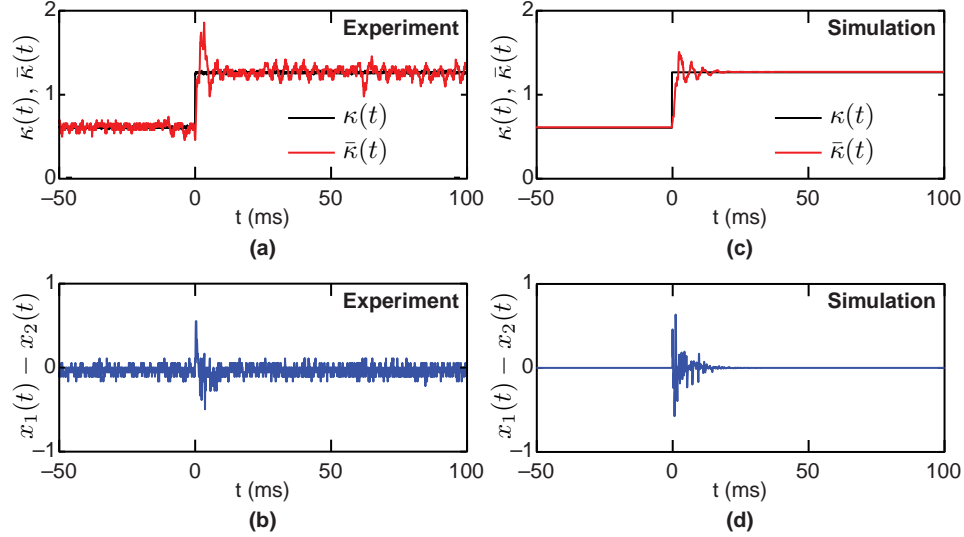 κ(t), κ̄(t)
2
1
0
Experiment
κ(t)
κ̄(t)
−50 0 50 100
t (ms)
(a)
κ(t), κ̄(t)
2
1
0
Simulation
κ(t)
κ̄(t)
−50 0 50 100
t (ms)
(c)
x₁(t) − x₂(t)
1
0
−1
Experiment
−50 0 50 100
t (ms)
(b)
x₁(t) − x₂(t)
1
0
−1
Simulation
−50 0 50 100
t (ms)
(d)